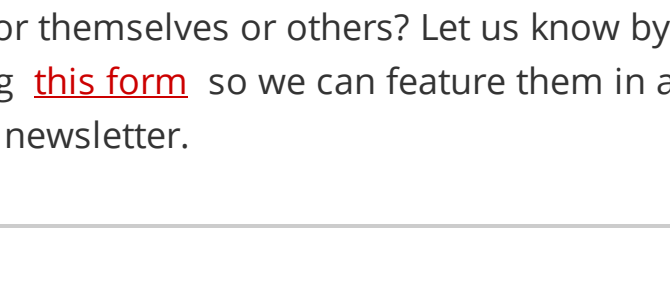 or themselves or others? Let us know by
g this form so we can feature them in a
newsletter.